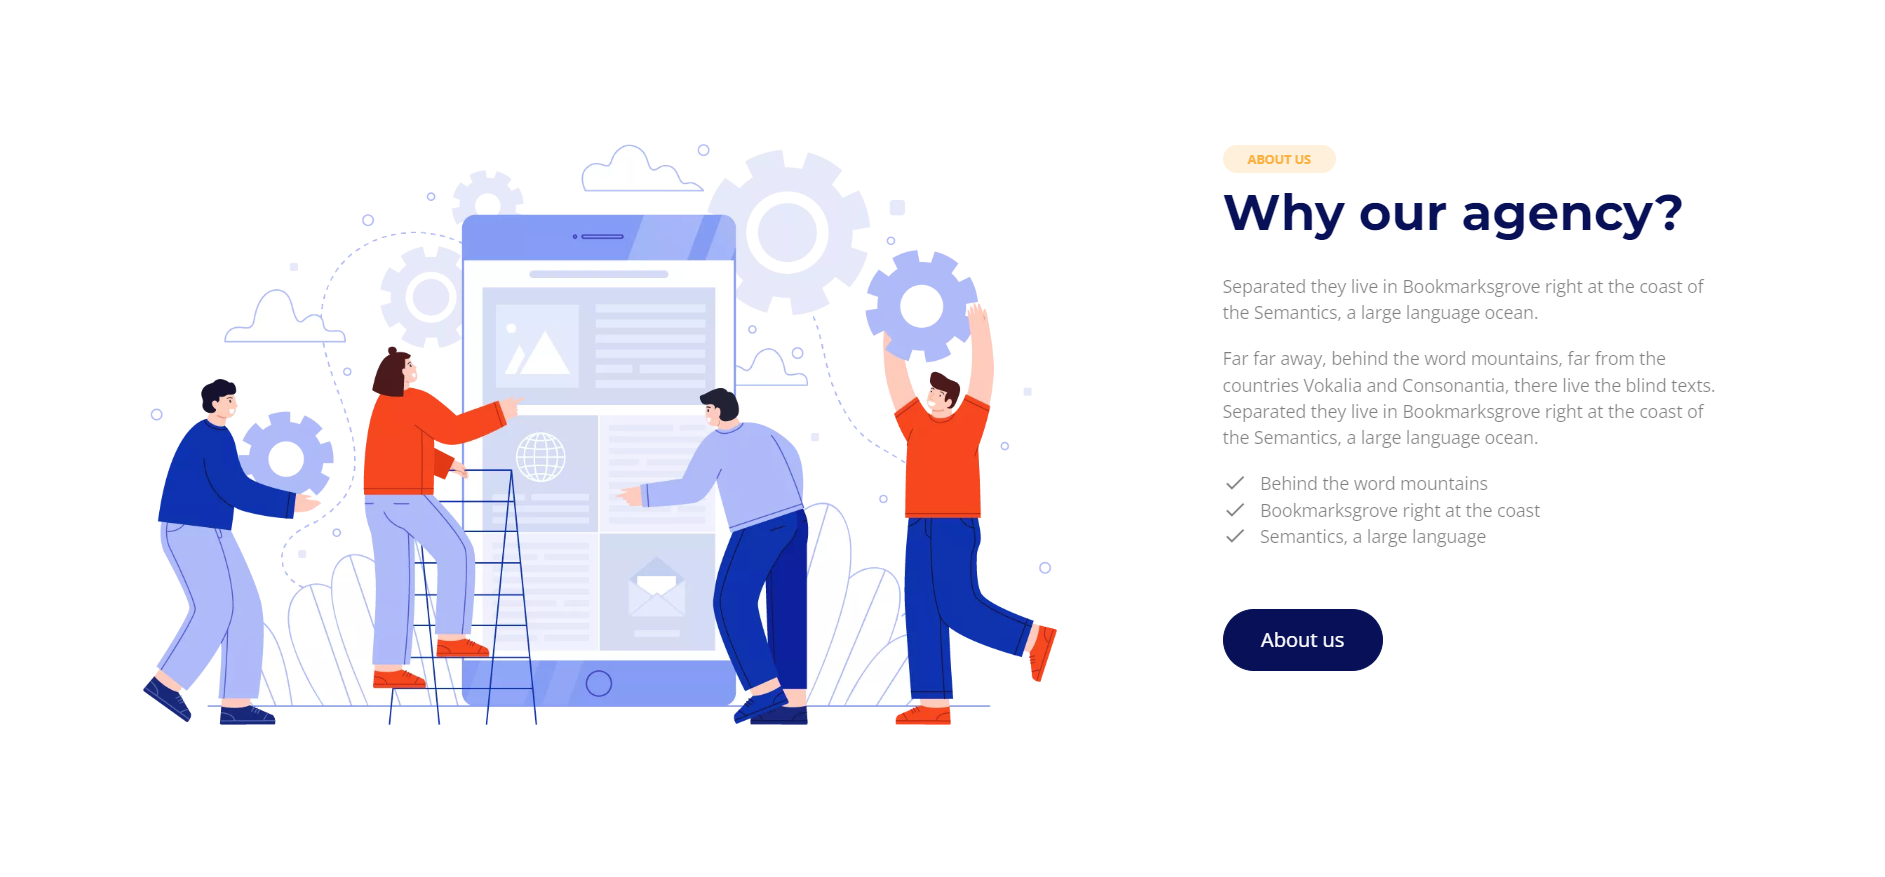 ABOUT US
Why our agency?
Separated they live in Bookmarksgrove right at the coast of
the Semantics, a large language ocean.
Far far away, behind the word mountains, far from the
countries Vokalia and Consonantia, there live the blind texts.
Separated they live in Bookmarksgrove right at the coast of
the Semantics, a large language ocean.
Behind the word mountains
Bookmarksgrove right at the coast
Semantics, a large language
About us